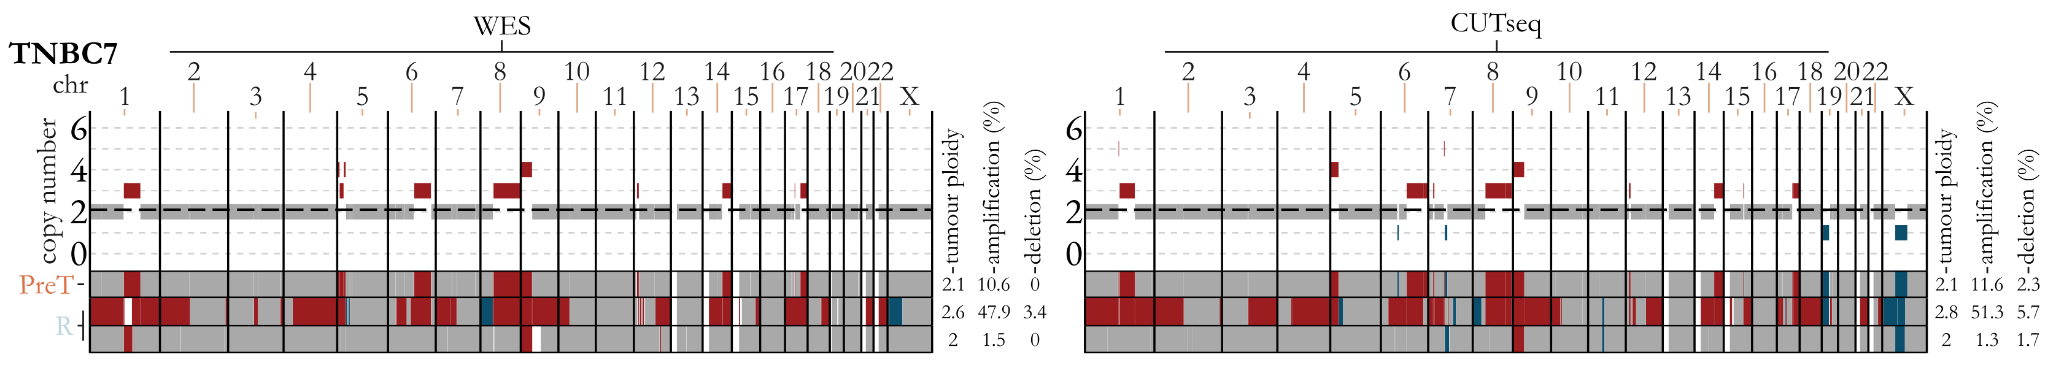 WES
TNBC7
chr
2 4 6 8 10 12 14 16 18 20 22
1 3 5 7 9 11 13 15 17 19 21 X
copy number
6
4
2
0
tumour ploidy
amplification (%)
deletion (%)
PreT
2.1 10.6 0
R
2.6 47.9 3.4
2 1.5 0
CUTseq
2 4 6 8 10 12 14 16 18 20 22
1 3 5 7 9 11 13 15 17 19 21 X
6
4
2
0
tumour ploidy
amplification (%)
deletion (%)
2.1 11.6 2.3
2.8 51.3 5.7
2 1.3 1.7